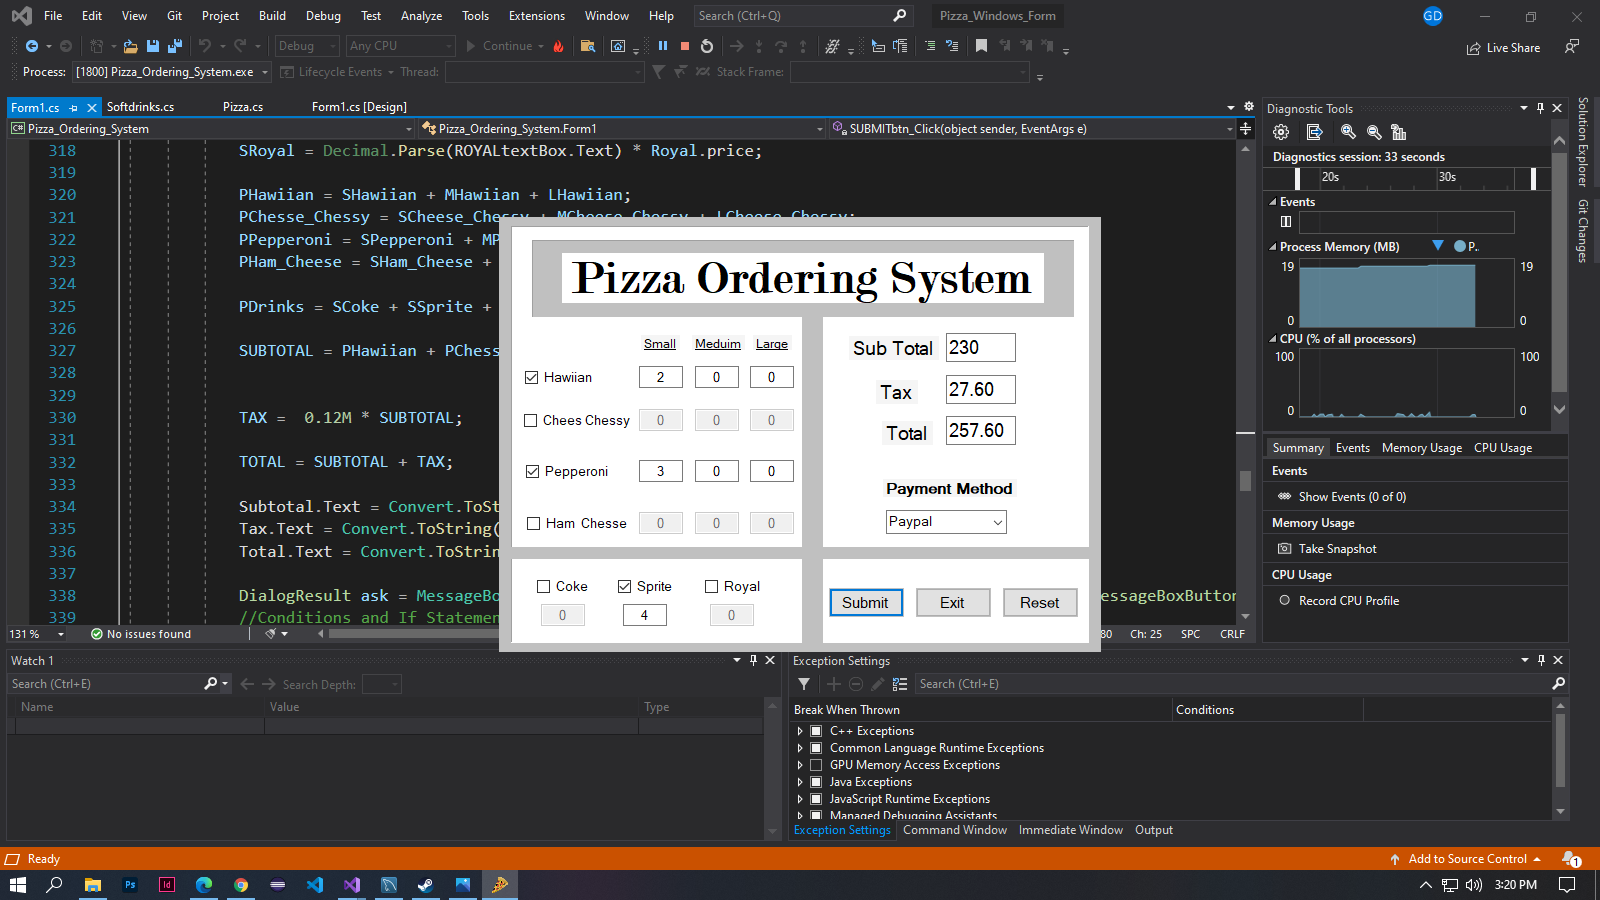 File Edit View Git Project Build Debug Test Analyze Tools Extensions Window Help Search (Ctrl+Q) Pizza_Windows_Form GD
Debug Any CPU Continue Live Share
Process: [1800] Pizza_Ordering_System.exe Lifecycle Events Thread: Stack Frame:
Form1.cs Softdrinks.cs Pizza.cs Form1.cs [Design]
C# Pizza_Ordering_System Pizza_Ordering_System.Form1 SUBMITbtn_Click(object sender, EventArgs e)
318 SRoyal = Decimal.Parse(ROYALtextBox.Text) * Royal.price;
319
320 PHawiian = SHawiian + MHawiian + LHawiian;
321 PChesse_Chessy = SCheese_Chessy + MCheese_Chessy + LCheese_Chessy;
322 PPepperoni = SPepperoni + MP
323 PHam_Cheese = SHam_Cheese +
324
325 PDrinks = SCoke + SSprite +
326
327 SUBTOTAL = PHawiian + PChess
328
329
330 TAX = 0.12M * SUBTOTAL;
331
332 TOTAL = SUBTOTAL + TAX;
333
334 Subtotal.Text = Convert.ToSt
335 Tax.Text = Convert.ToString(
336 Total.Text = Convert.ToStrin
337
338 DialogResult ask = MessageBo essageBoxButton
339 //Conditions and If Statemen
131 % No issues found 80 Ch: 25 SPC CRLF
Pizza Ordering System
Small Meduim Large
Hawiian 2 0 0
Chees Chessy 0 0 0
Pepperoni 3 0 0
Ham Chesse 0 0 0
Coke Sprite Royal
0 4 0
Sub Total 230
Tax 27.60
Total 257.60
Payment Method
Paypal
Submit Exit Reset
Diagnostic Tools
Diagnostics session: 33 seconds
20s 30s
Events
Process Memory (MB) P..
19 19
0 0
CPU (% of all processors)
100 100
0 0
Summary Events Memory Usage CPU Usage
Events
Show Events (0 of 0)
Memory Usage
Take Snapshot
CPU Usage
Record CPU Profile
Solution Explorer
Git Changes
Watch 1
Search (Ctrl+E) Search Depth:
Name Value Type
Exception Settings
Search (Ctrl+E)
Break When Thrown Conditions
C++ Exceptions
Common Language Runtime Exceptions
GPU Memory Access Exceptions
Java Exceptions
JavaScript Runtime Exceptions
Managed Debugging Assistants
Exception Settings Command Window Immediate Window Output
Ready Add to Source Control 1
Ps Id 3:20 PM